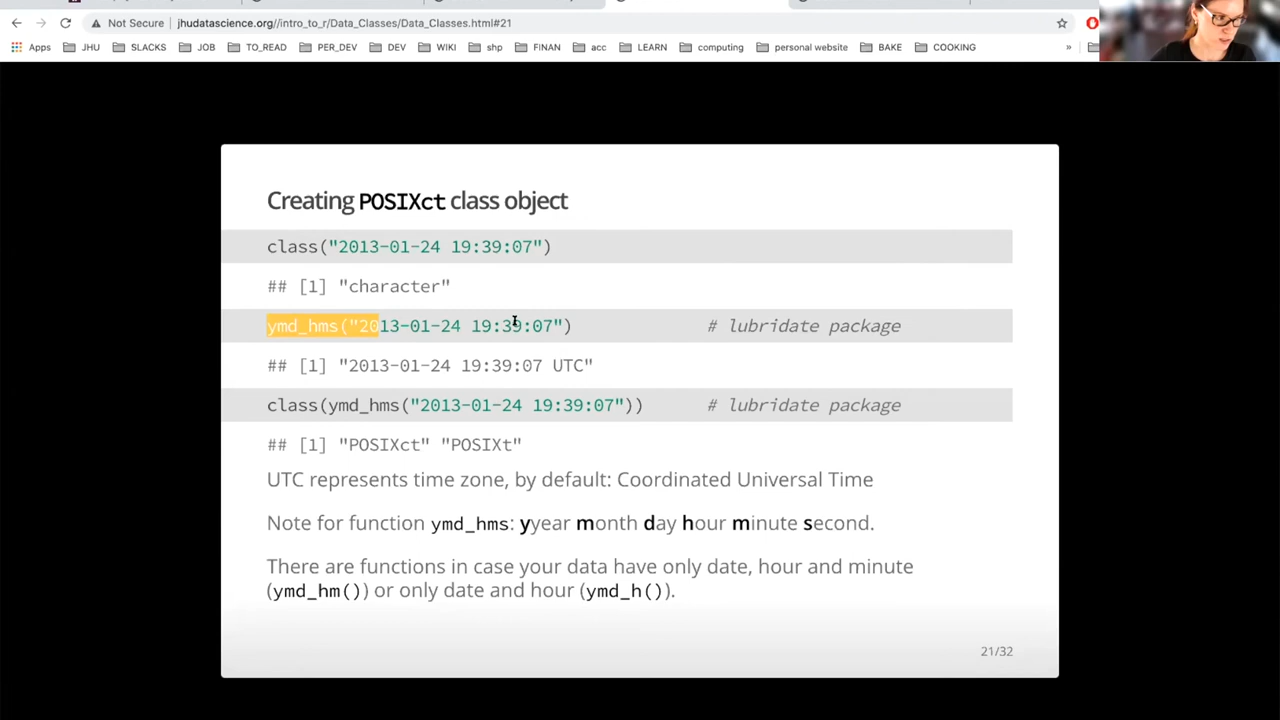 Not Secure | jhudatascience.org//intro_to_r/Data_Classes/Data_Classes.html#21
Apps JHU SLACKS JOB TO_READ PER_DEV DEV WIKI shp FINAN acc LEARN computing personal website BAKE COOKING »
Creating POSIXct class object
class("2013-01-24 19:39:07")
## [1] "character"
ymd_hms("2013-01-24 19:39:07") # lubridate package
## [1] "2013-01-24 19:39:07 UTC"
class(ymd_hms("2013-01-24 19:39:07")) # lubridate package
## [1] "POSIXct" "POSIXt"
UTC represents time zone, by default: Coordinated Universal Time
Note for function ymd_hms: yyear month day hour minute second.
There are functions in case your data have only date, hour and minute
(ymd_hm()) or only date and hour (ymd_h()).
21/32